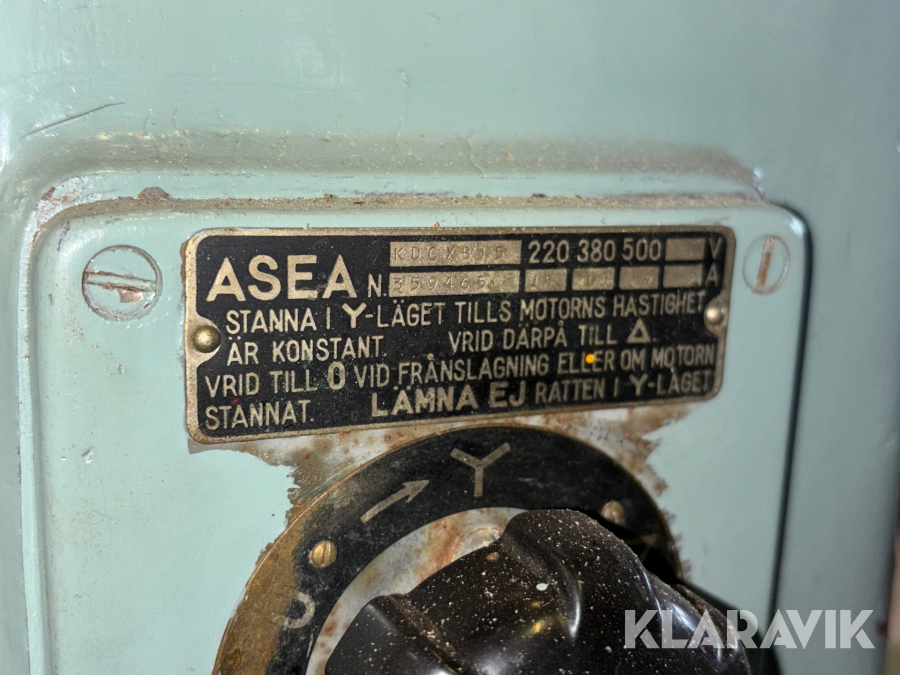 ASEA KDCXB15 220 380 500 V
N A
STANNA I Y-LÄGET TILLS MOTORNS HASTIGHET
ÄR KONSTANT. VRID DÄRPÅ TILL Δ
VRID TILL 0 VID FRÅNSLAGNING ELLER OM MOTORN
STANNAT. LÄMNA EJ RATTEN I Y-LÄGET
Y
KLARAVIK